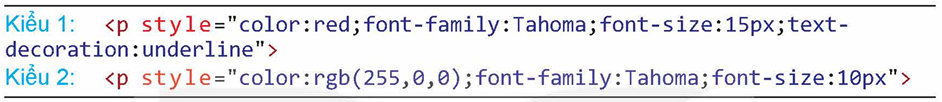 Kiểu 1: <p style="color:red;font-family:Tahoma;font-size:15px;text-
decoration:underline">
Kiểu 2: <p style="color:rgb(255,0,0);font-family:Tahoma;font-size:10px">